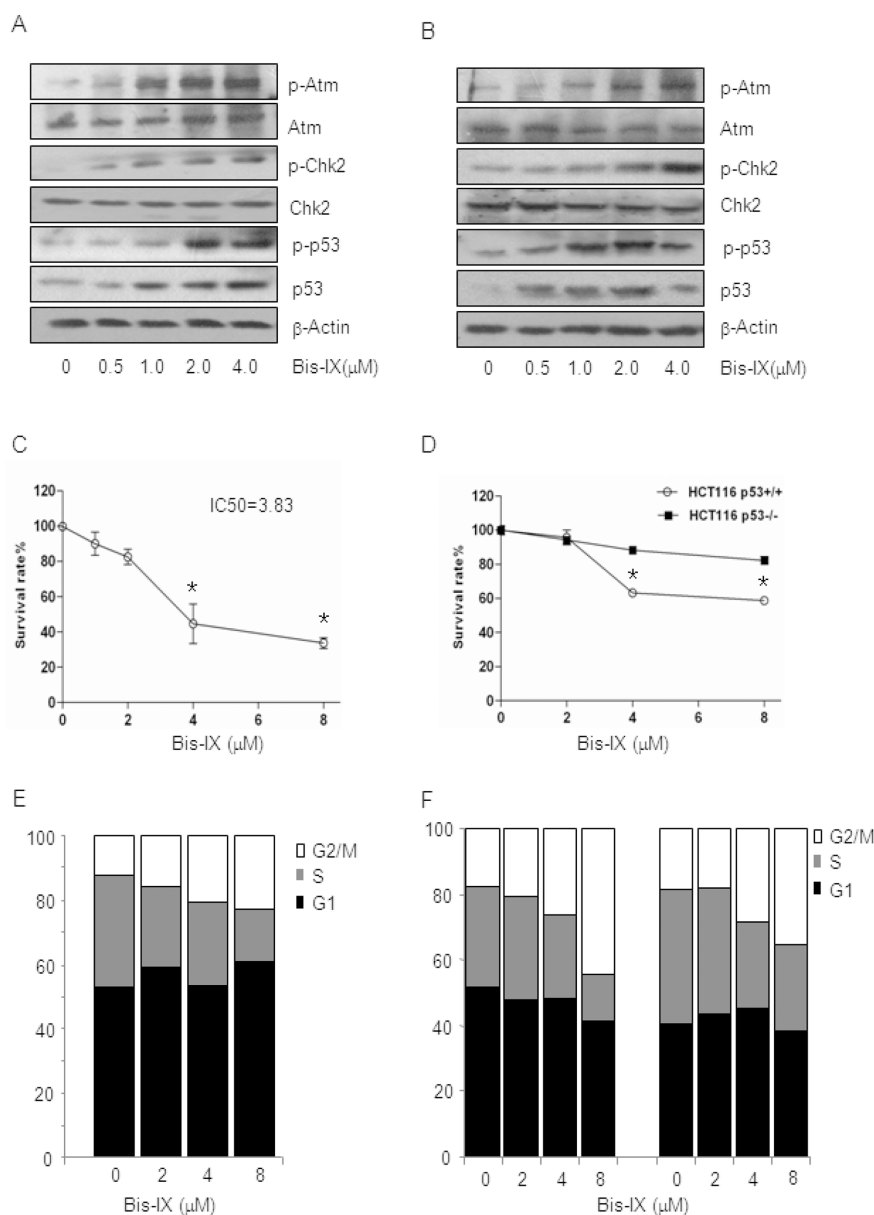 A
p-Atm
Atm
p-Chk2
Chk2
p-p53
p53
β-Actin
0 0.5 1.0 2.0 4.0 Bis-IX(μM)
B
p-Atm
Atm
p-Chk2
Chk2
p-p53
p53
β-Actin
0 0.5 1.0 2.0 4.0 Bis-IX(μM)
C
IC50=3.83
Survival rate%
120
100
80
60
40
20
0
*
*
0 2 4 6 8
Bis-IX (μM)
D
HCT116 p53+/+
HCT116 p53-/-
Survival rate%
120
100
80
60
40
20
0
*
*
0 2 4 6 8
Bis-IX (μM)
E
100
80
60
40
20
0
G2/M
S
G1
0 2 4 8
Bis-IX (μM)
F
100
80
60
40
20
0
G2/M
S
G1
0 2 4 8 0 2 4 8
Bis-IX (μM)